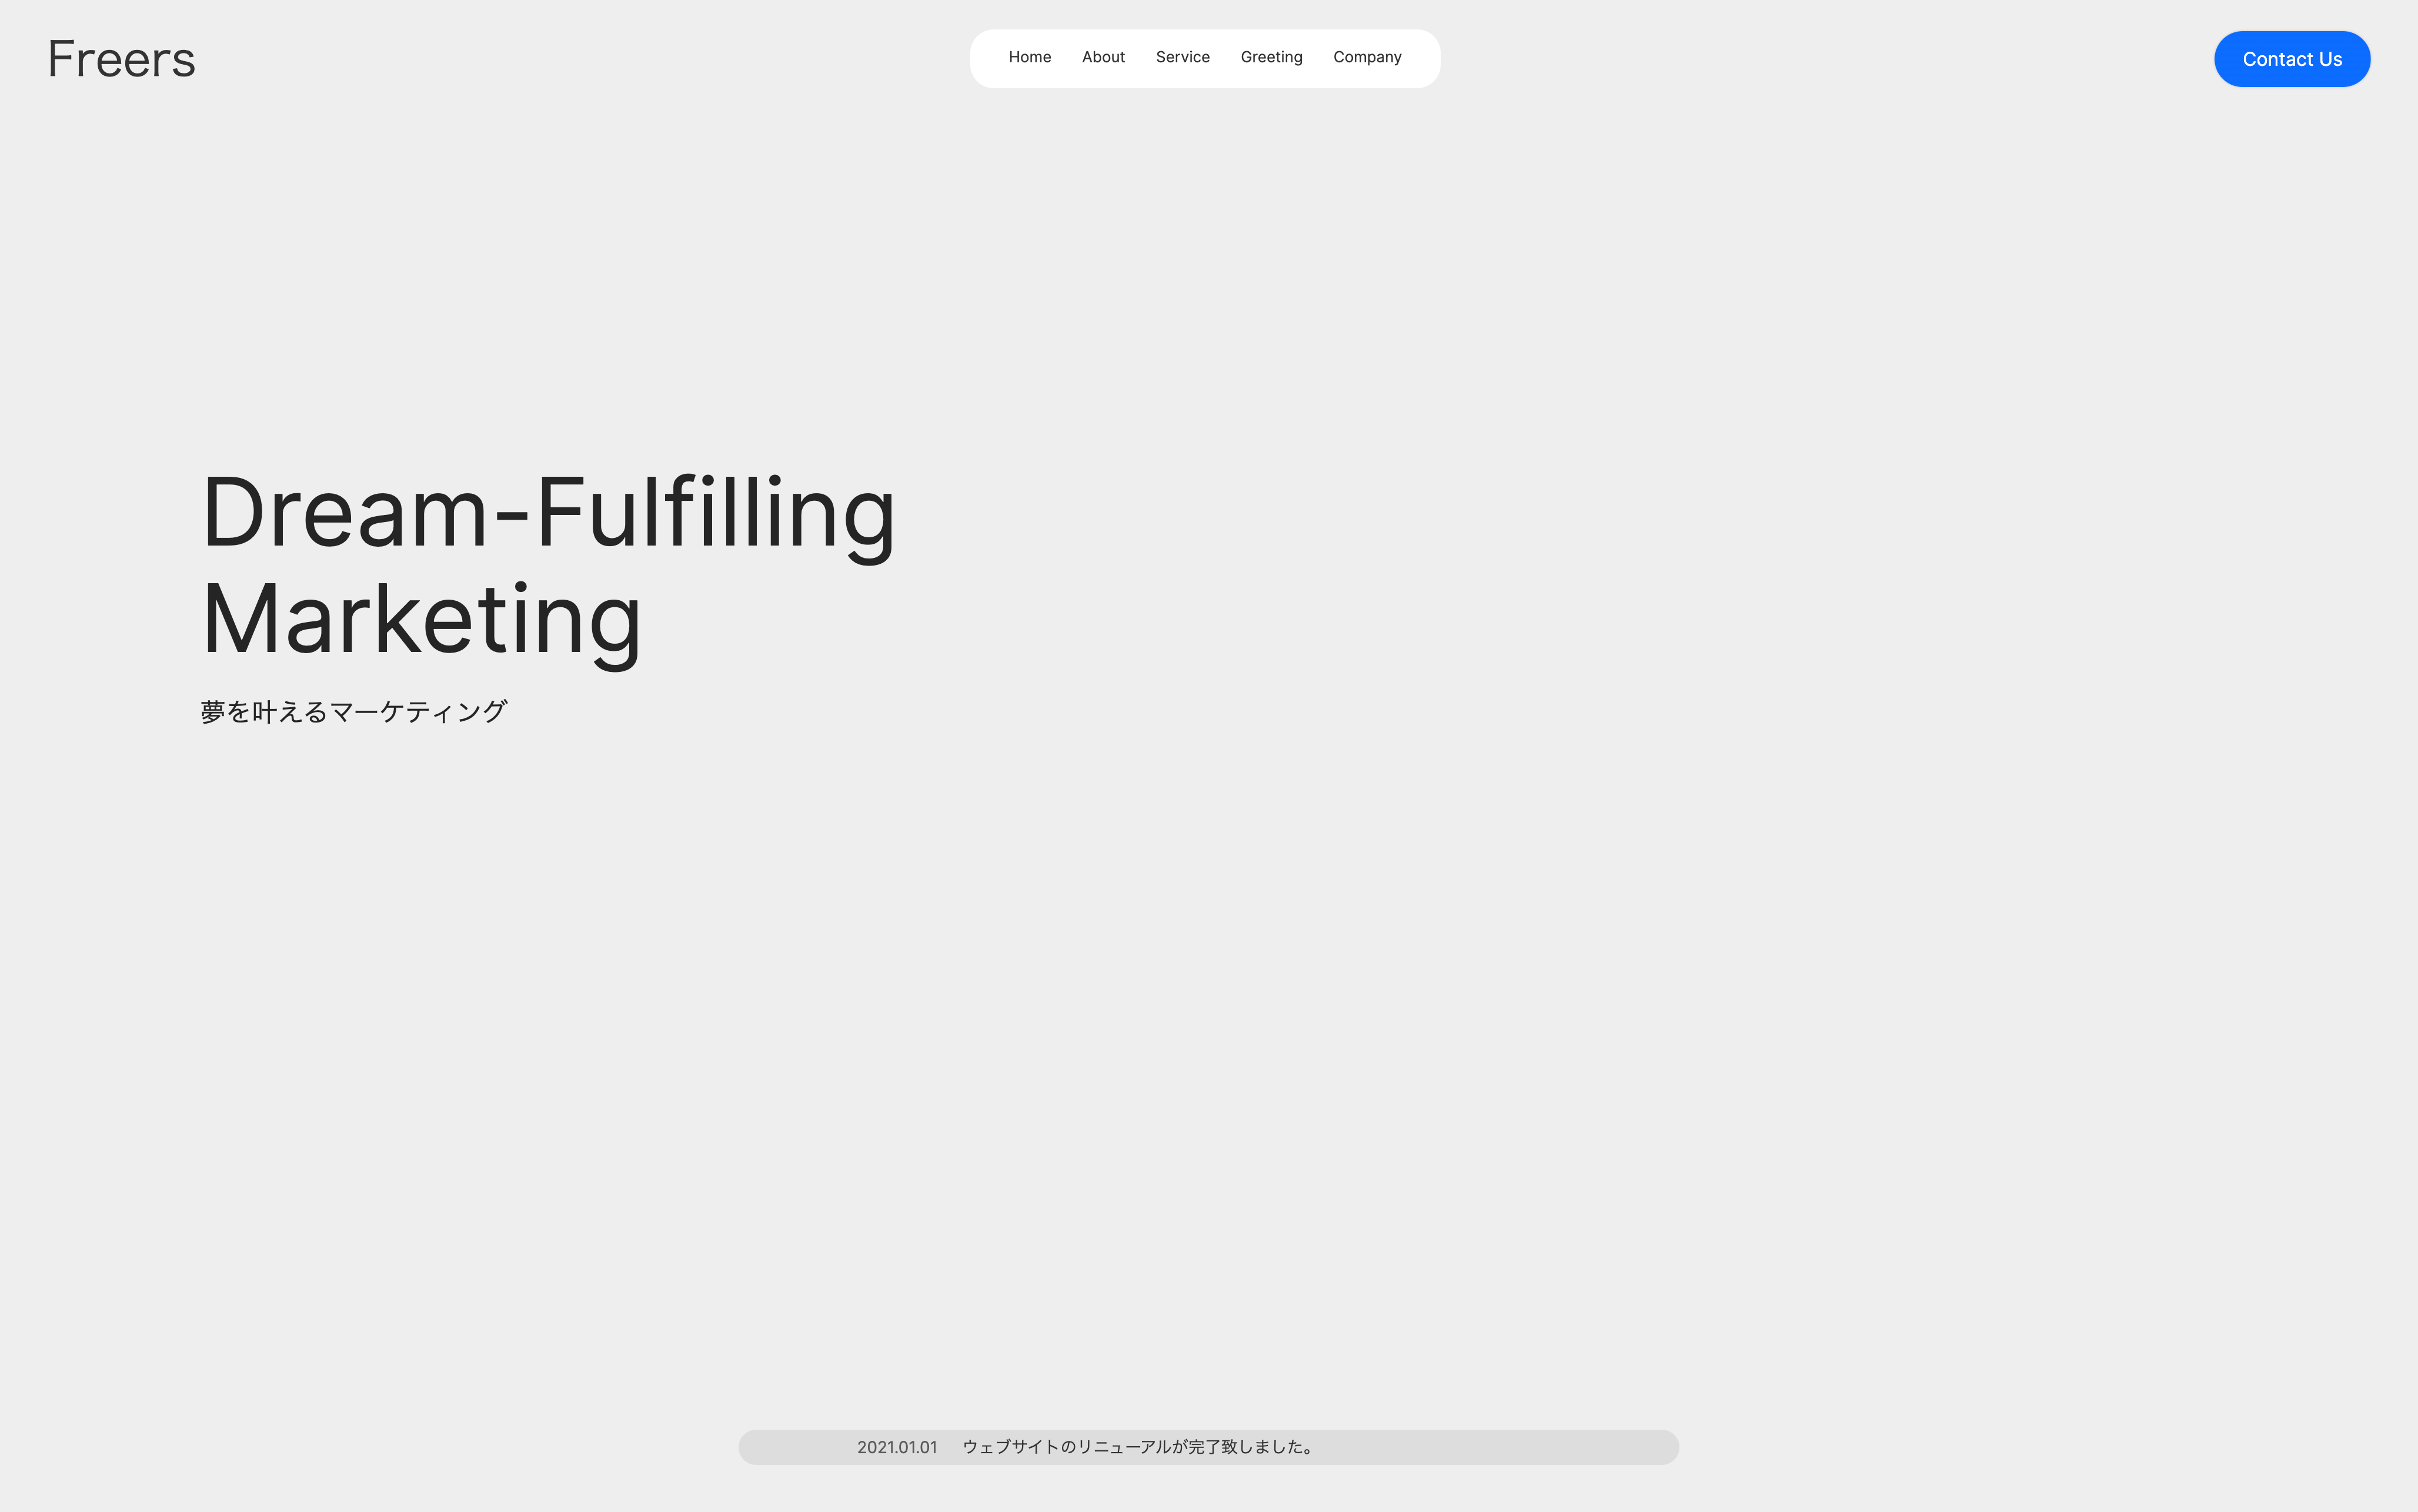 Freers
Home About Service Greeting Company
Contact Us
Dream-Fulfilling
Marketing
夢を叶えるマーケティング
2021.01.01 ウェブサイトのリニューアルが完了致しました。